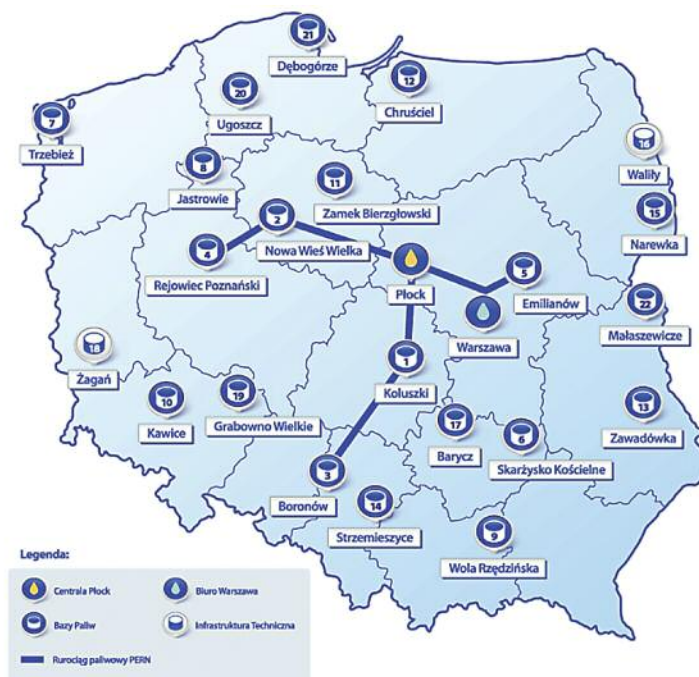 21
Dębogórze
12
Chruściel
20
Ugoszcz
7
Trzebież
16
Waliły
8
Jastrowie
11
Zamek Bierzgłowski
15
Narewka
2
Nowa Wieś Wielka
4
Rejowiec Poznański
Płock
5
Emilianów
22
Małaszewicze
Warszawa
18
Żagań
1
Koluszki
10
Kawice
19
Grabowno Wielkie
17
Barycz
6
Skarżysko Kościelne
13
Zawadówka
3
Boronów
14
Strzemieszyce
9
Wola Rzędzińska
Legenda:
Centrala Płock
Biuro Warszawa
Bazy Paliw
Infrastruktura Techniczna
Rurociąg paliwowy PERN